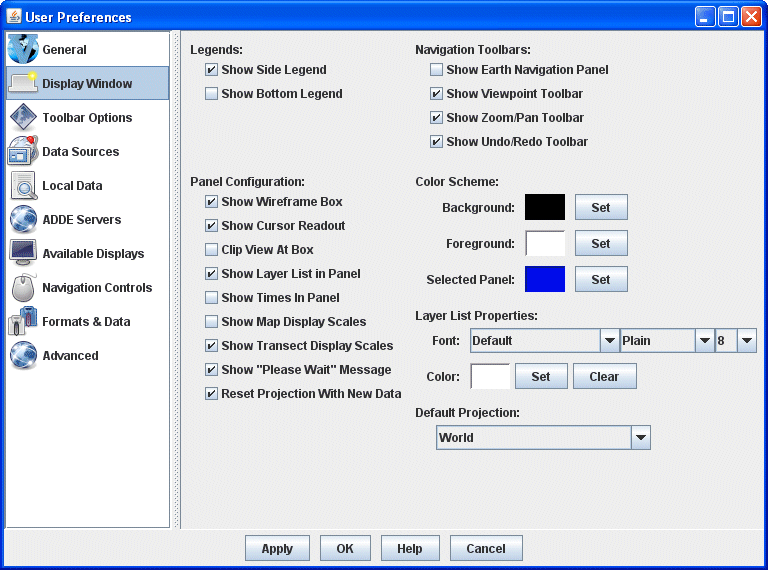 User Preferences
General
Display Window
Toolbar Options
Data Sources
Local Data
ADDE Servers
Available Displays
Navigation Controls
Formats & Data
Advanced
Legends:
Show Side Legend
Show Bottom Legend
Navigation Toolbars:
Show Earth Navigation Panel
Show Viewpoint Toolbar
Show Zoom/Pan Toolbar
Show Undo/Redo Toolbar
Panel Configuration:
Show Wireframe Box
Show Cursor Readout
Clip View At Box
Show Layer List in Panel
Show Times In Panel
Show Map Display Scales
Show Transect Display Scales
Show "Please Wait" Message
Reset Projection With New Data
Color Scheme:
Background: Set
Foreground: Set
Selected Panel: Set
Layer List Properties:
Font: Default Plain 8
Color: Set Clear
Default Projection:
World
Apply OK Help Cancel